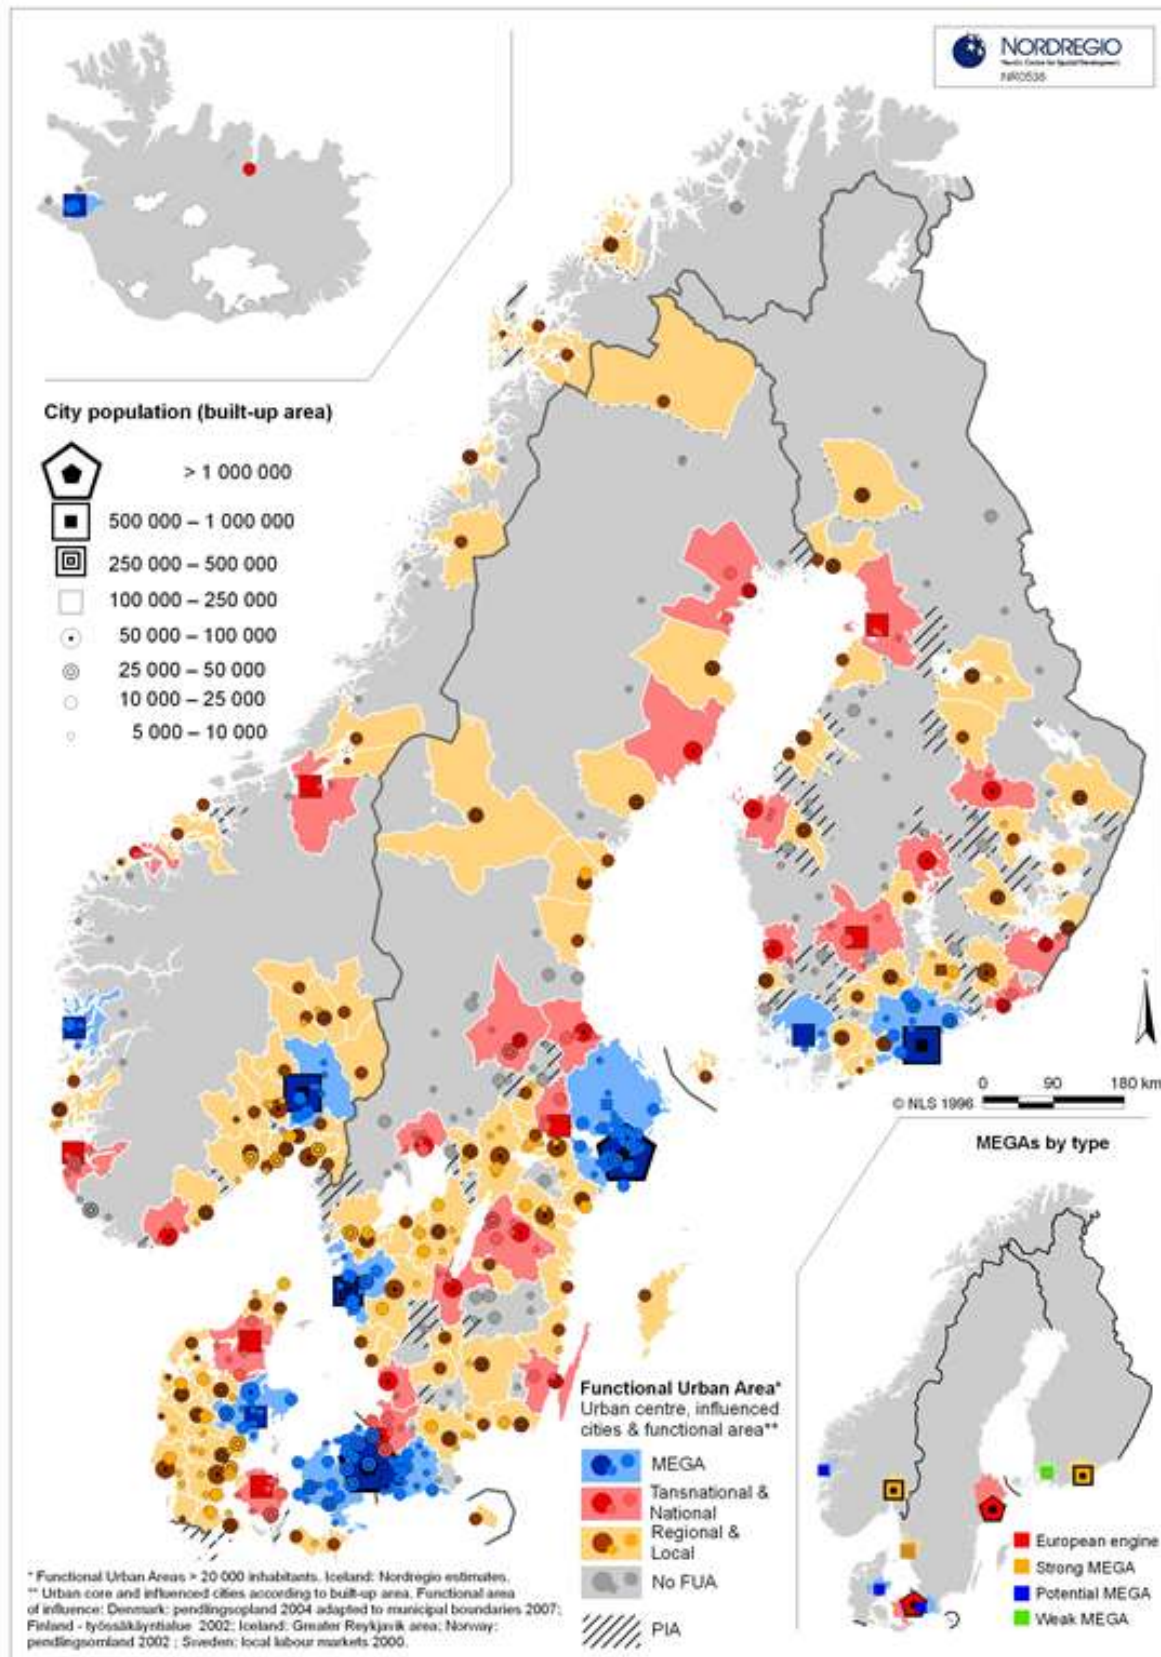 NORDREGIO
Nordic Centre for Spatial Development
NR0536
City population (built-up area)
> 1 000 000
500 000 – 1 000 000
250 000 – 500 000
100 000 – 250 000
50 000 – 100 000
25 000 – 50 000
10 000 – 25 000
5 000 – 10 000
0 90 180 km
© NLS 1996
MEGAs by type
European engine
Strong MEGA
Potential MEGA
Weak MEGA
Functional Urban Area*
Urban centre, influenced
cities & functional area**
MEGA
Tansnational &
National
Regional &
Local
No FUA
PIA
* Functional Urban Areas > 20 000 inhabitants. Iceland: Nordregio estimates.
** Urban core and influenced cities according to built-up area. Functional area
of influence: Denmark: pendlingsopland 2004 adapted to municipal boundaries 2007;
Finland - työssäkäyntialue 2002; Iceland: Greater Reykjavik area; Norway:
pendlingsomland 2002 ; Sweden: local labour markets 2000.